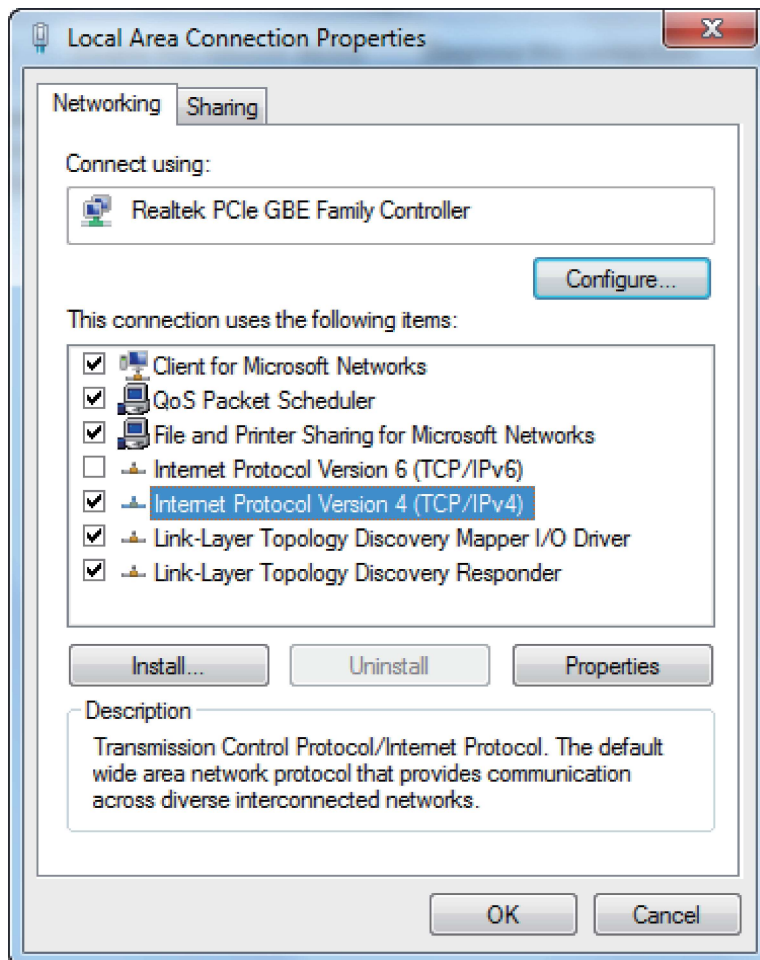 Local Area Connection Properties
Networking
Sharing
Connect using:
Realtek PCIe GBE Family Controller
Configure...
This connection uses the following items:
Client for Microsoft Networks
QoS Packet Scheduler
File and Printer Sharing for Microsoft Networks
Internet Protocol Version 6 (TCP/IPv6)
Internet Protocol Version 4 (TCP/IPv4)
Link-Layer Topology Discovery Mapper I/O Driver
Link-Layer Topology Discovery Responder
Install...
Uninstall
Properties
Description
Transmission Control Protocol/Internet Protocol. The default
wide area network protocol that provides communication
across diverse interconnected networks.
OK
Cancel